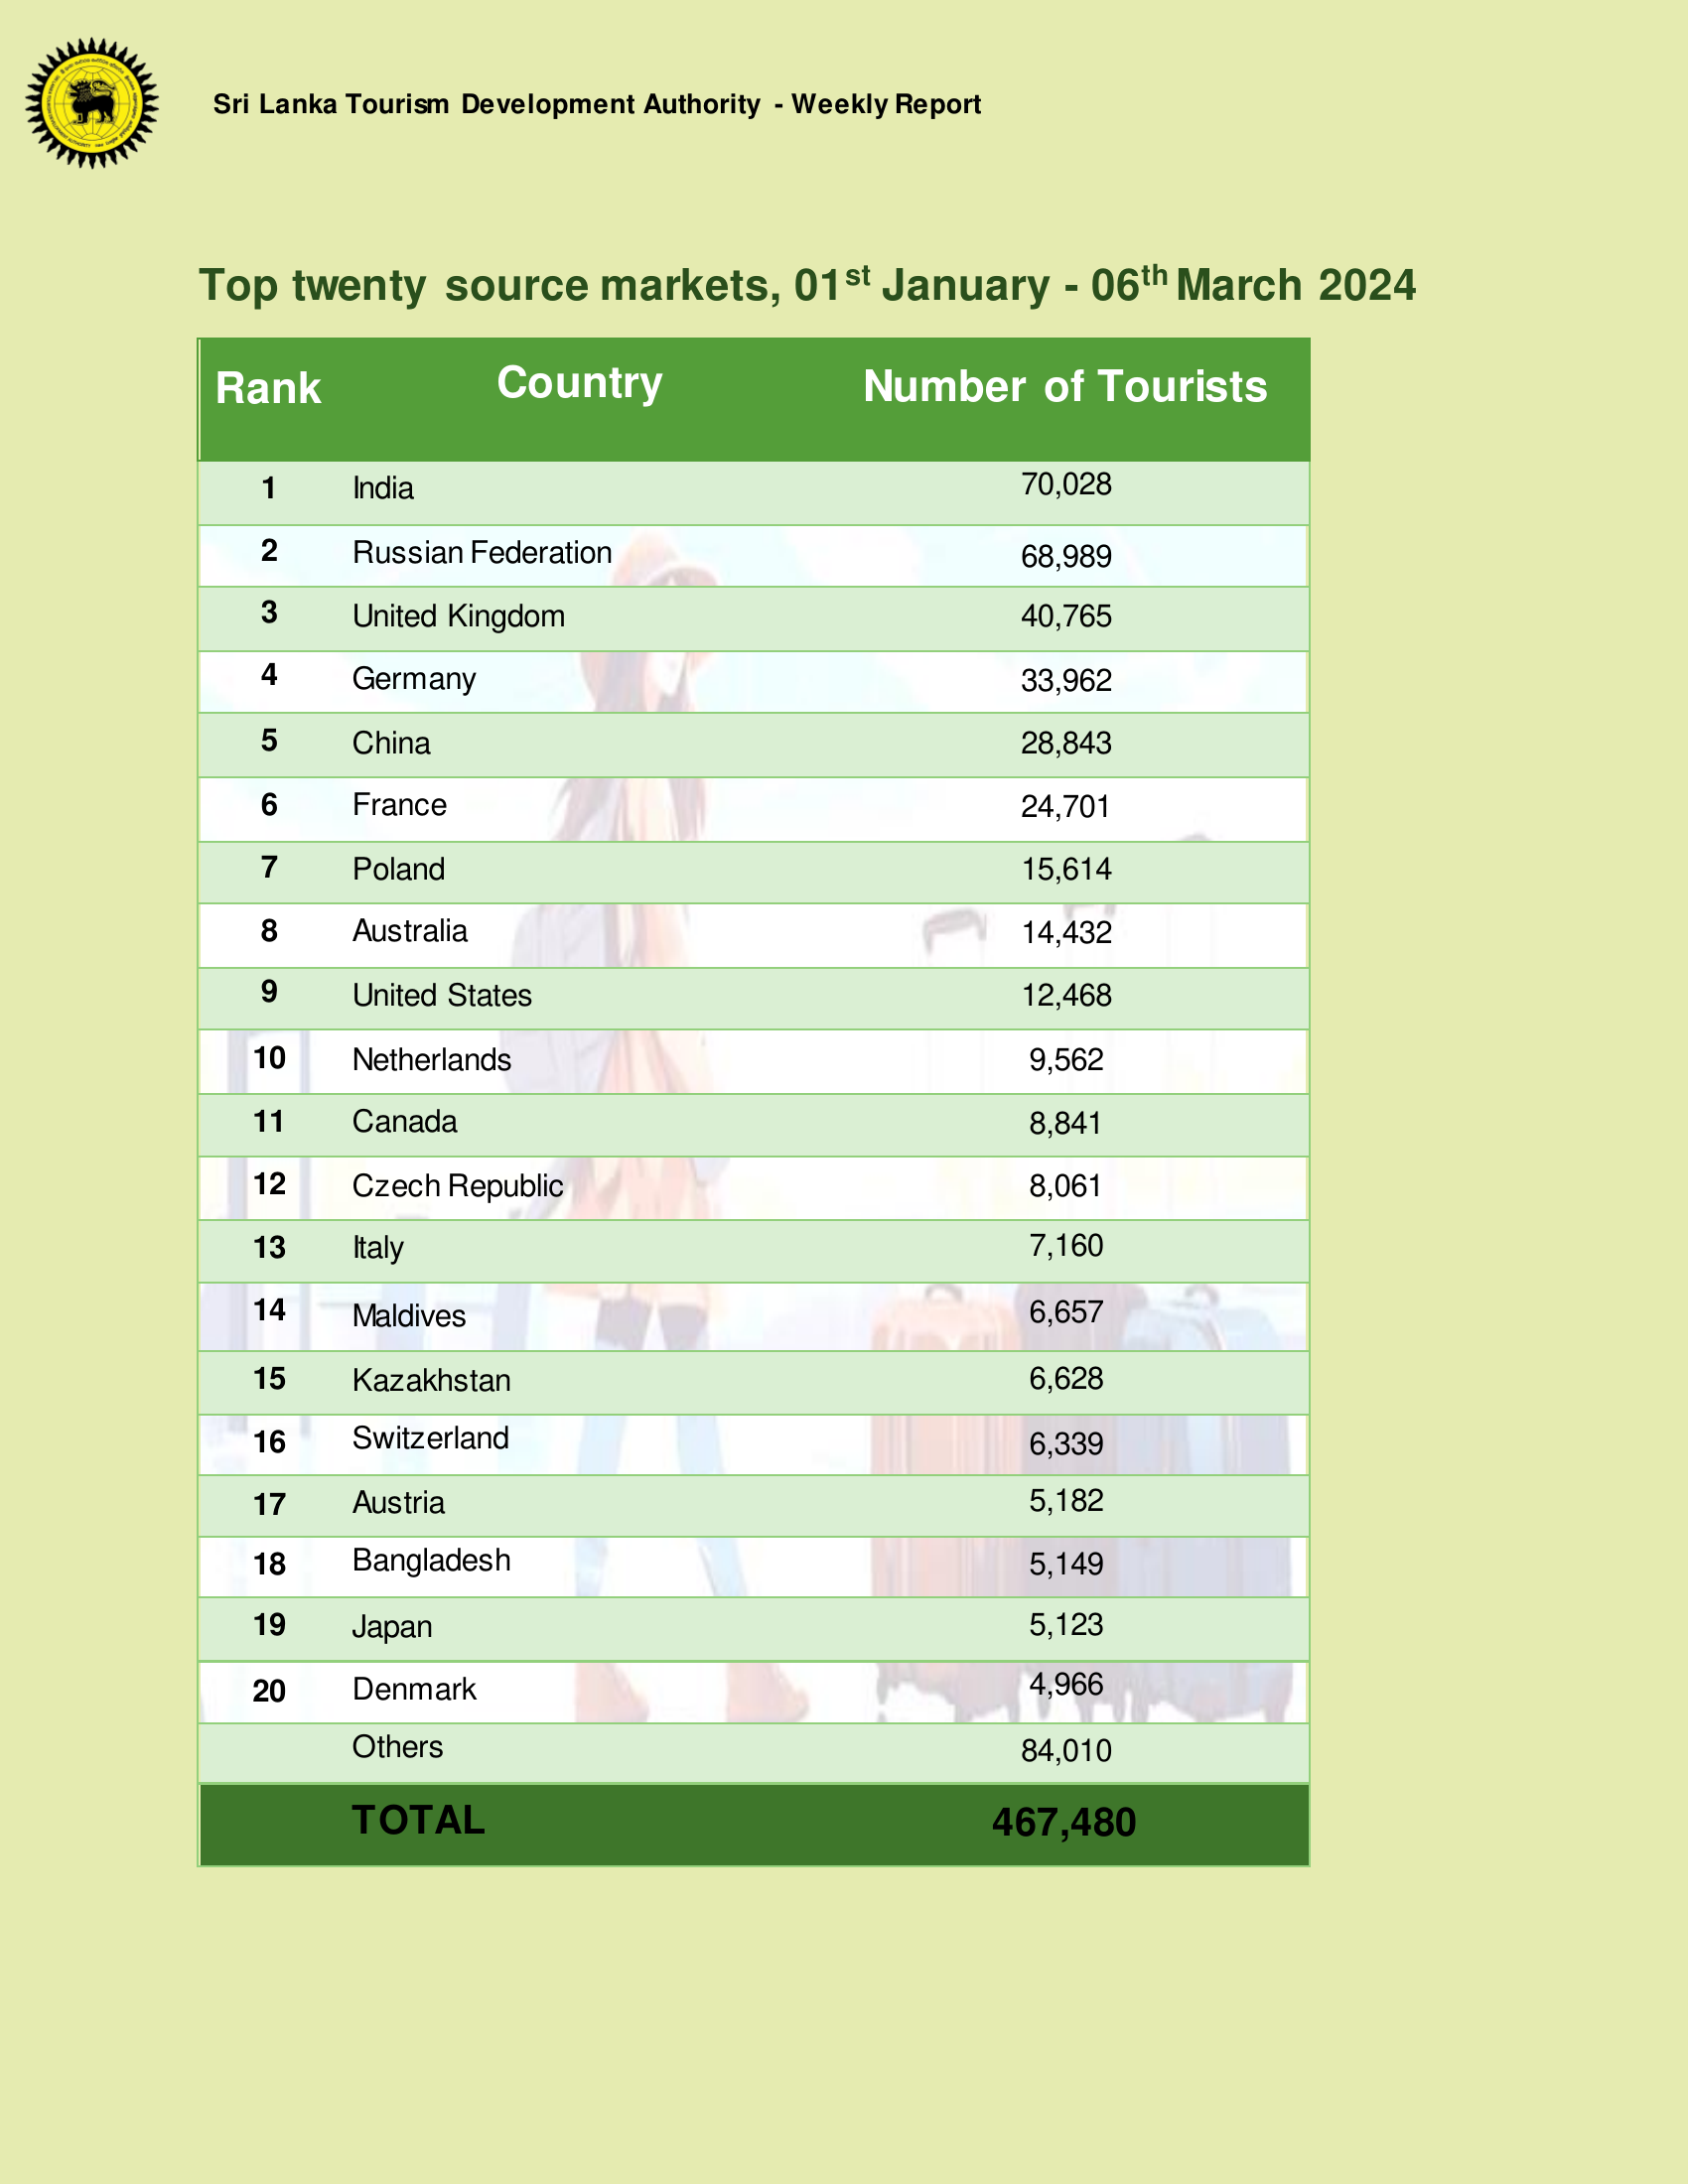 Sri Lanka Tourism Development Authority - Weekly Report
Top twenty source markets, 01st January - 06th March 2024
Rank Country Number of Tourists
1 India 70,028
2 Russian Federation 68,989
3 United Kingdom 40,765
4 Germany 33,962
5 China 28,843
6 France 24,701
7 Poland 15,614
8 Australia 14,432
9 United States 12,468
10 Netherlands 9,562
11 Canada 8,841
12 Czech Republic 8,061
13 Italy 7,160
14 Maldives 6,657
15 Kazakhstan 6,628
16 Switzerland 6,339
17 Austria 5,182
18 Bangladesh 5,149
19 Japan 5,123
20 Denmark 4,966
Others 84,010
TOTAL 467,480